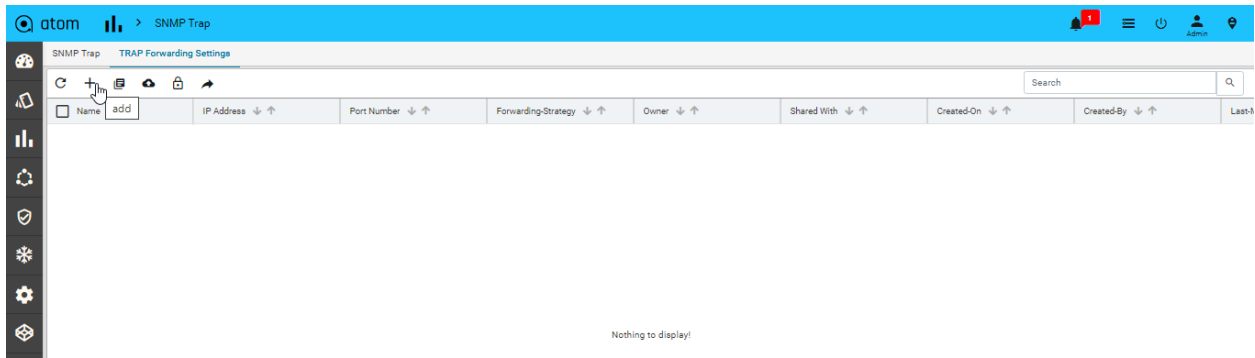 atom > SNMP Trap 1 Admin
SNMP Trap TRAP Forwarding Settings
Search
add
Name IP Address Port Number Forwarding-Strategy Owner Shared With Created-On Created-By
Nothing to display!